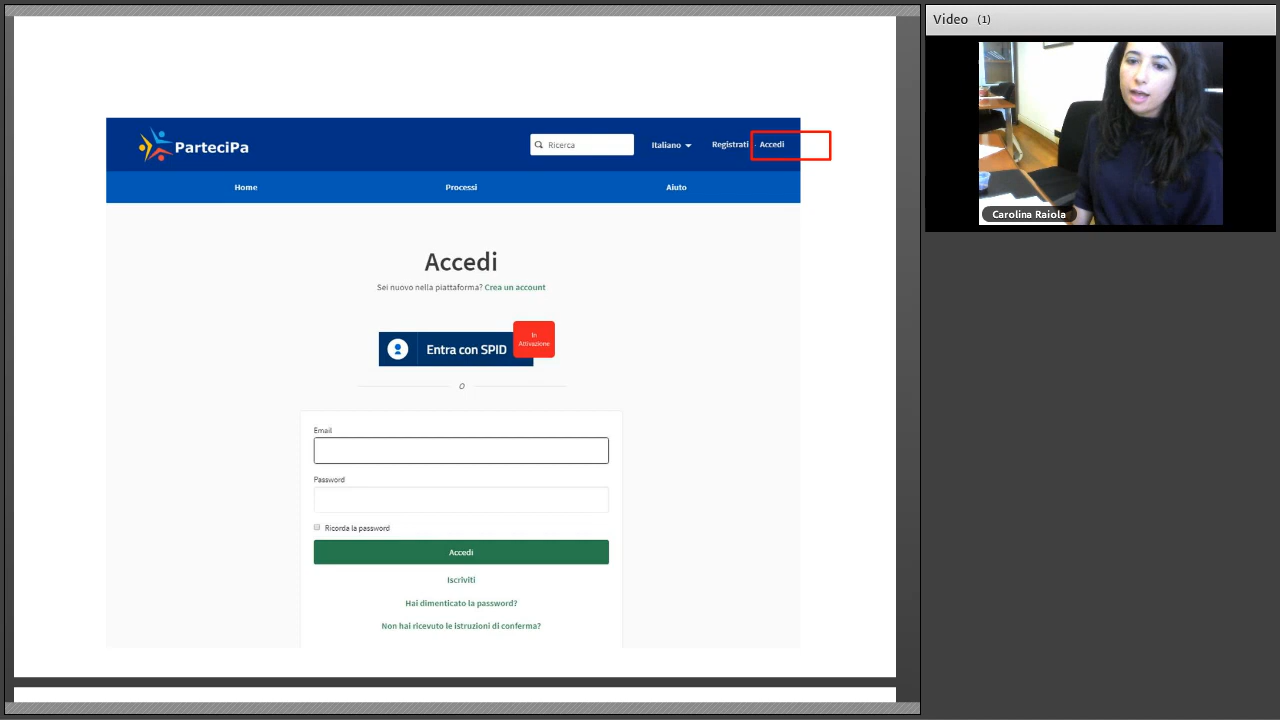 Video (1)
Carolina Raiola
ParteciPa
Ricerca
Italiano
Registrati · Accedi
Home
Processi
Aiuto
Accedi
Sei nuovo nella piattaforma? Crea un account
Entra con SPID
In
Attivazione
O
Email
Password
Ricorda la password
Accedi
Iscriviti
Hai dimenticato la password?
Non hai ricevuto le istruzioni di conferma?